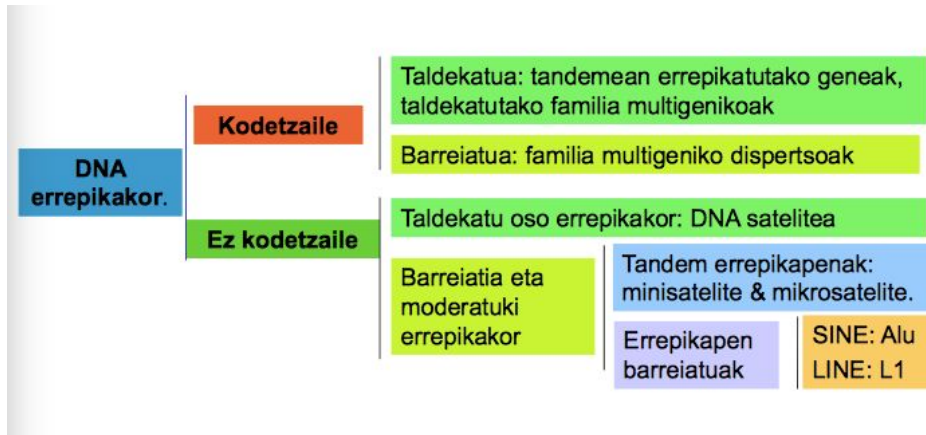 DNA
errepikakor.
Kodetzaile
Taldekatua: tandemean errepikatutako geneak,
taldekatutako familia multigenikoak
Barreiatua: familia multigeniko dispertsoak
Ez kodetzaile
Taldekatu oso errepikakor: DNA satelitea
Barreiatia eta
moderatuki
errepikakor
Tandem errepikapenak:
minisatelite & mikrosatelite.
Errepikapen
barreiatuak
SINE: Alu
LINE: L1